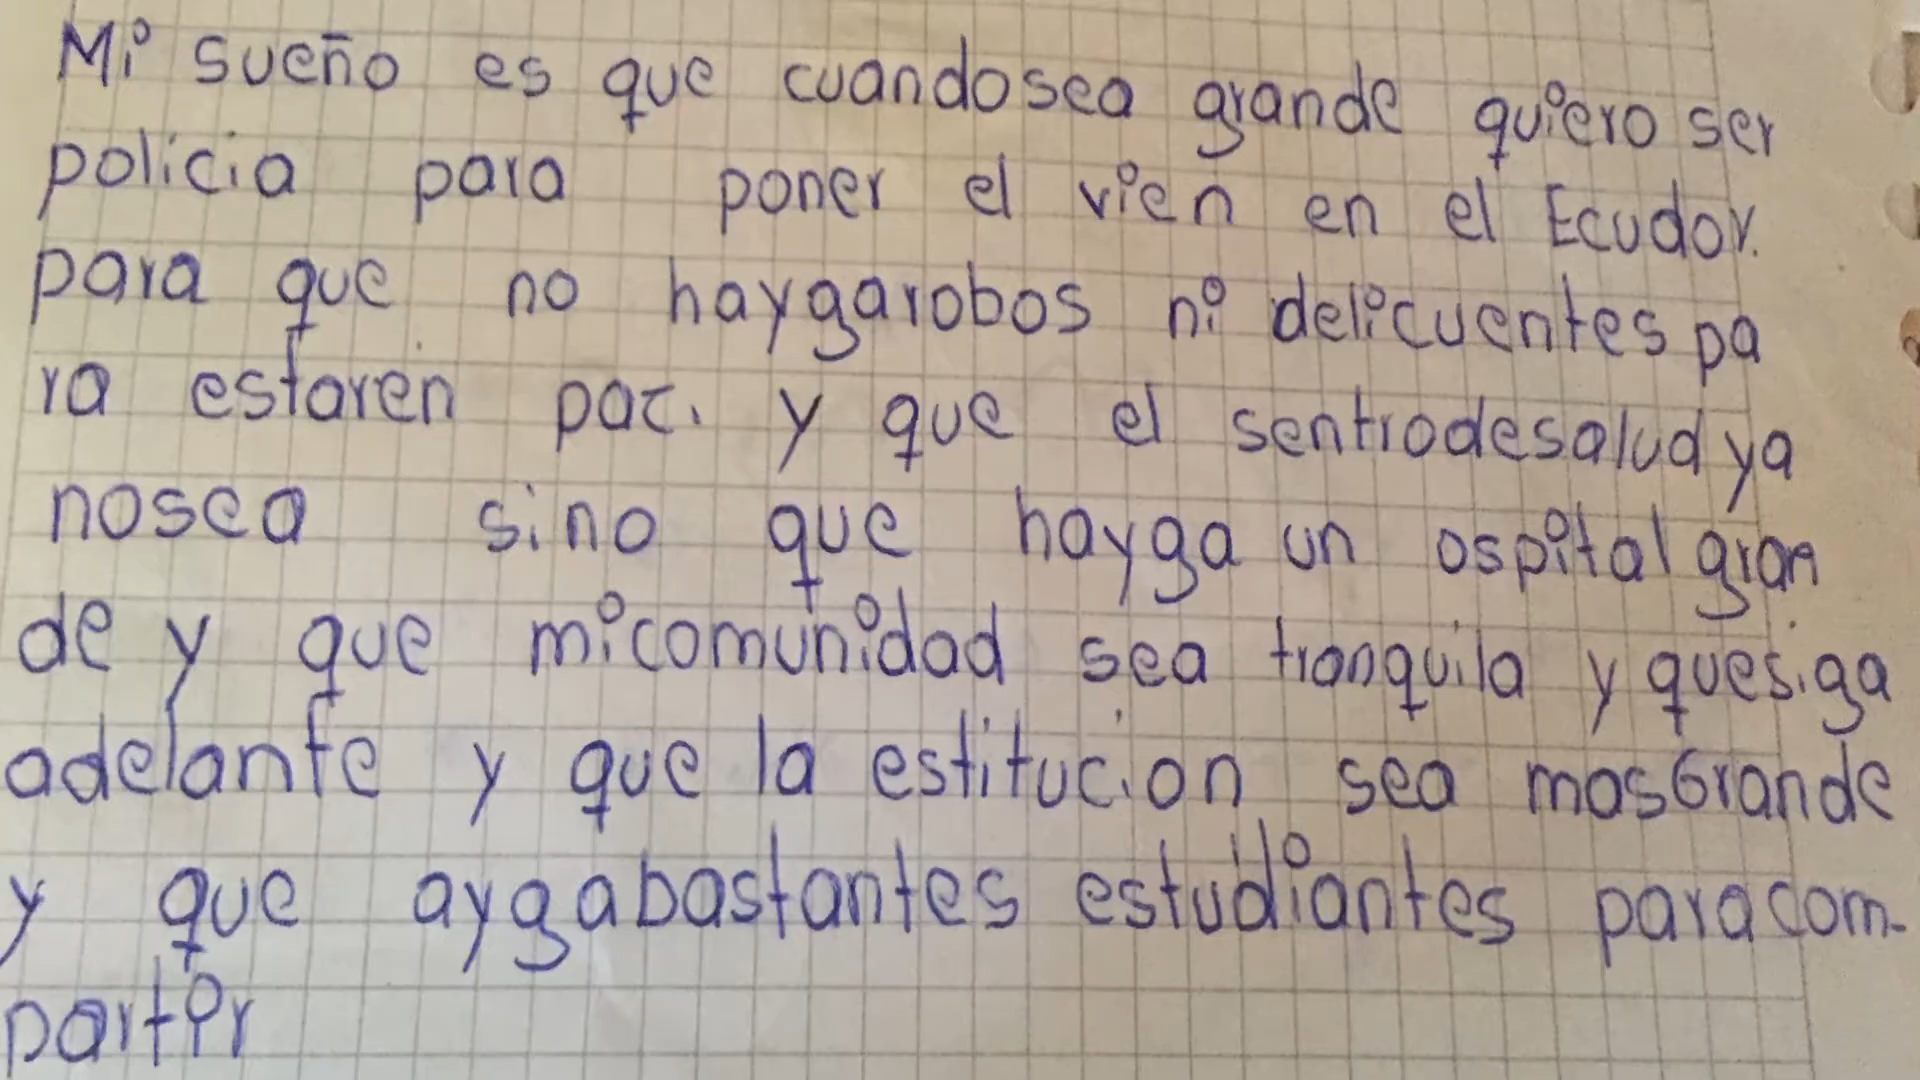 Mi sueño es que cuandosea grande quiero ser
policia para poner el vien en el Ecudor.
para que no haygarobos ni delicuentes pa
ra estaren paz. y que el sentrodesalud ya
nosea sino que hayga un ospital gran
de y que micomunidad sea tranquila y quesiga
adelante y que la estitucion sea masGrande
y que aygabastantes estudiantes paracom-
partir